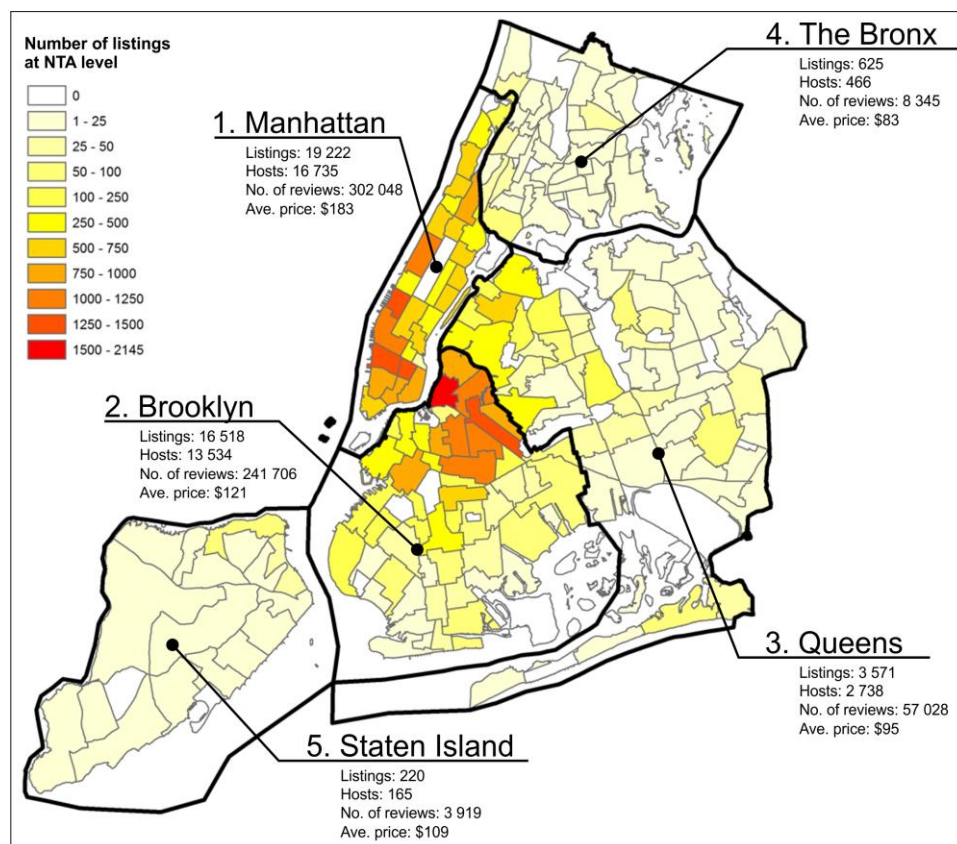 Number of listings
at NTA level
0
1 - 25
25 - 50
50 - 100
100 - 250
250 - 500
500 - 750
750 - 1000
1000 - 1250
1250 - 1500
1500 - 2145
1. Manhattan
Listings: 19 222
Hosts: 16 735
No. of reviews: 302 048
Ave. price: $183
4. The Bronx
Listings: 625
Hosts: 466
No. of reviews: 8 345
Ave. price: $83
2. Brooklyn
Listings: 16 518
Hosts: 13 534
No. of reviews: 241 706
Ave. price: $121
3. Queens
Listings: 3 571
Hosts: 2 738
No. of reviews: 57 028
Ave. price: $95
5. Staten Island
Listings: 220
Hosts: 165
No. of reviews: 3 919
Ave. price: $109